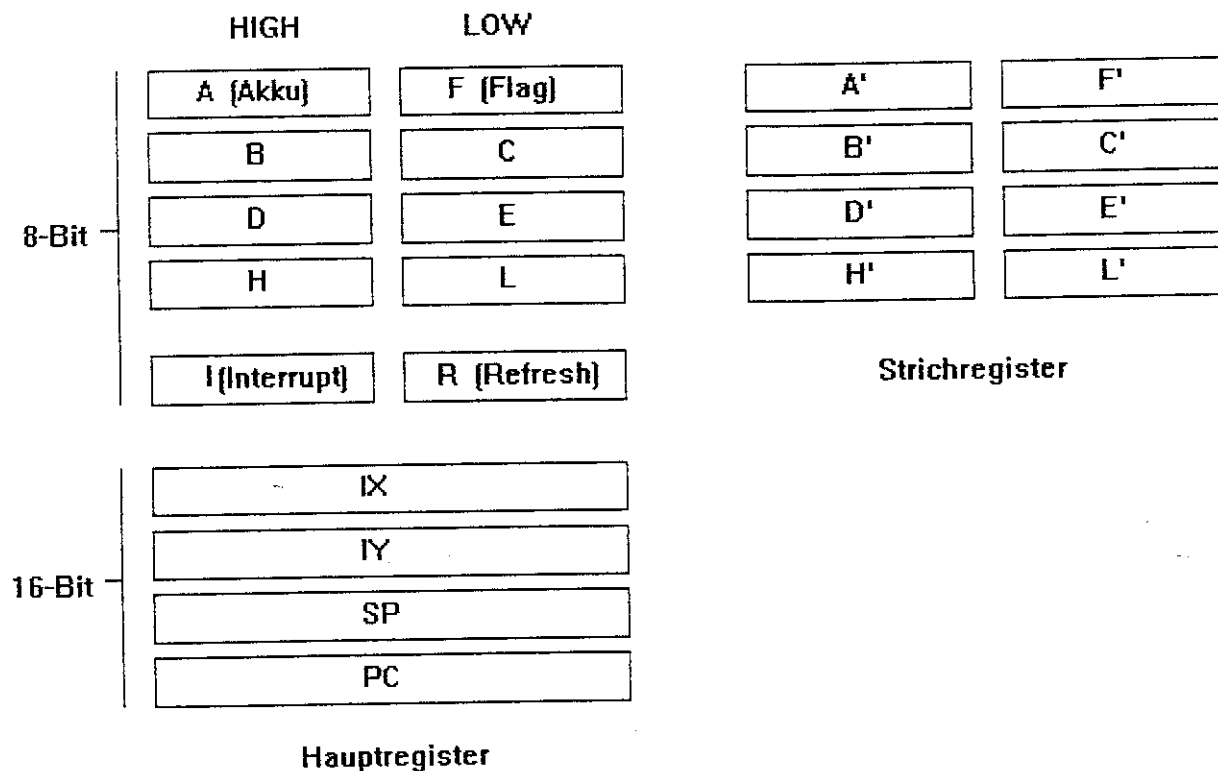 HIGH LOW
A (Akku) F (Flag) A' F'
B C B' C'
D E D' E'
8-Bit
H L H' L'
I (Interrupt) R (Refresh) Strichregister
IX
IY
16-Bit
SP
PC
Hauptregister